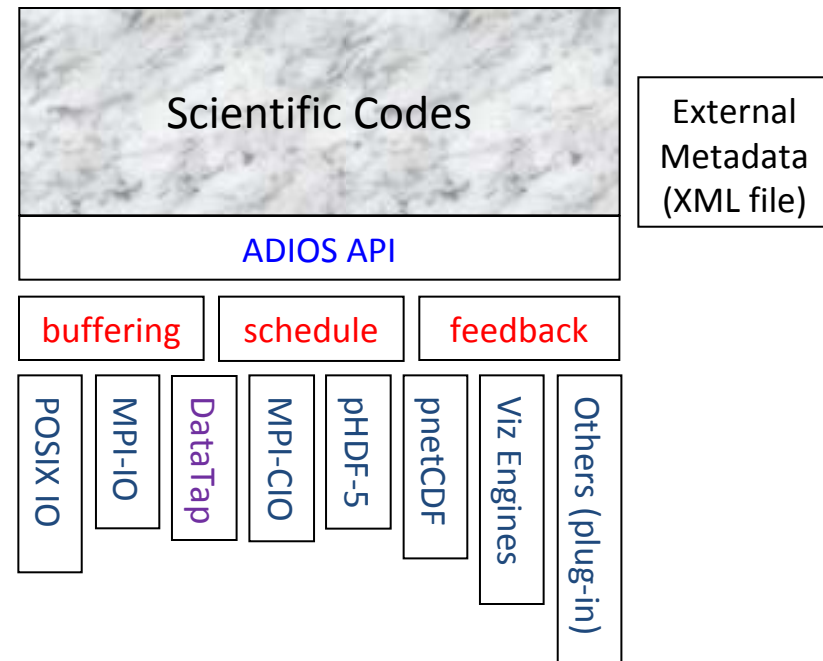 Scientific Codes
External
Metadata
(XML file)
ADIOS API
buffering
schedule
feedback
POSIX IO
MPI-IO
DataTap
MPI-CIO
pHDF-5
pnetCDF
Viz Engines
Others (plug-in)